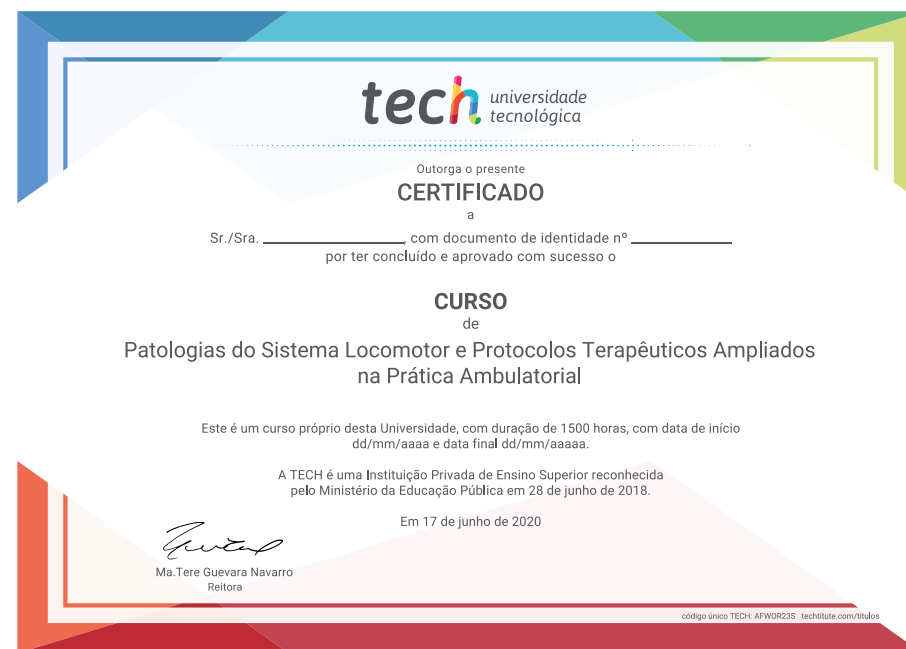 tech universidade
tecnológica
Outorga o presente
CERTIFICADO
a
Sr./Sra. ________________, com documento de identidade nº ____________
por ter concluído e aprovado com sucesso o
CURSO
de
Patologias do Sistema Locomotor e Protocolos Terapêuticos Ampliados
na Prática Ambulatorial
Este é um curso próprio desta Universidade, com duração de 1500 horas, com data de início
dd/mm/aaaa e data final dd/mm/aaaaa.
A TECH é uma Instituição Privada de Ensino Superior reconhecida
pelo Ministério da Educação Pública em 28 de junho de 2018.
Em 17 de junho de 2020
Ma.Tere Guevara Navarro
Reitora
código único TECH: AFWOR23S techtitute.com/titulos